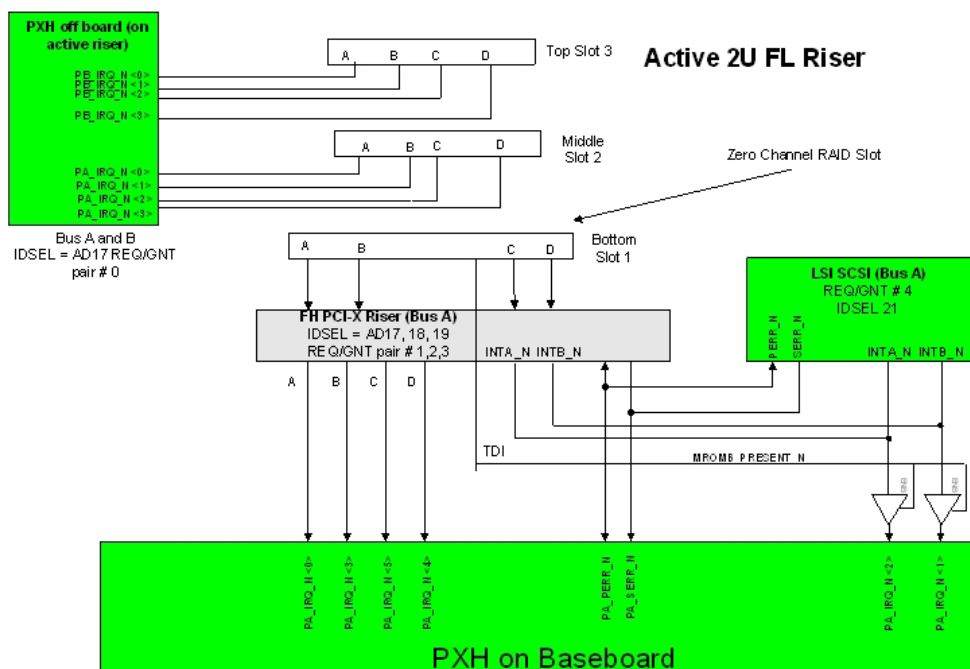 PXH off board (on
active riser)
PB_IRQ_N <0>
PB_IRQ_N <1>
PB_IRQ_N <2>
PB_IRQ_N <3>
PA_IRQ_N <0>
PA_IRQ_N <1>
PA_IRQ_N <2>
PA_IRQ_N <3>
Bus A and B
IDSEL = AD17 REQ/GNT
pair # 0
A B C D
Top Slot 3
Active 2U FL Riser
A B C D
Middle
Slot 2
Zero Channel RAID Slot
A B C D
Bottom
Slot 1
FH PCI-X Riser (Bus A)
IDSEL = AD17, 18, 19
REQ/GNT pair # 1,2,3
INTA_N INTB_N
LSI SCSI (Bus A)
REQ/GNT # 4
IDSEL 21
PERR_N
SERR_N
INTA_N INTB_N
A B C D
TDI
MROMB_PRESENT_N
PA_IRQ_N <0>
PA_IRQ_N <3>
PA_IRQ_N <5>
PA_IRQ_N <4>
PA_PERR_N
PA_SERR_N
PA_IRQ_N <2>
PA_IRQ_N <1>
PXH on Baseboard